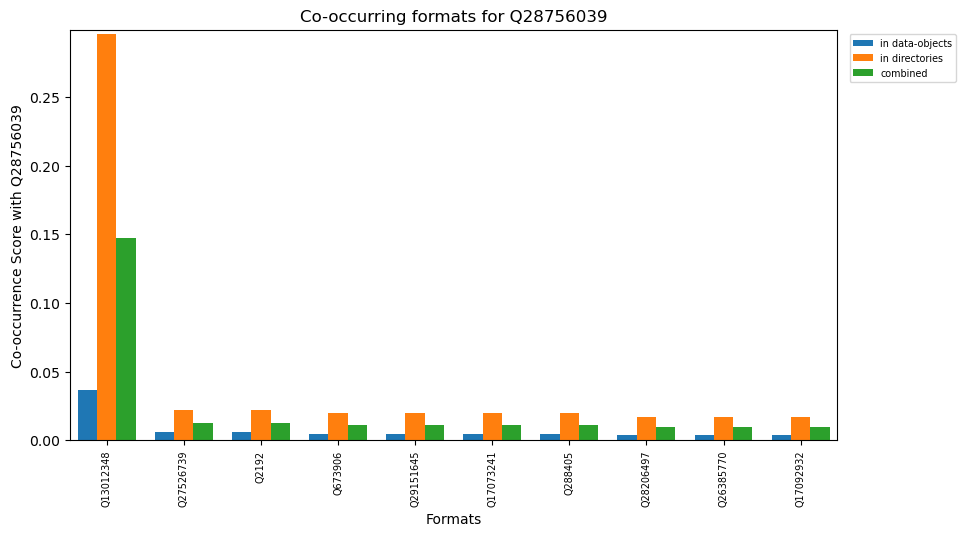 Co-occurring formats for Q28756039
in data-objects
in directories
combined
Co-occurrence Score with Q28756039
0.25
0.20
0.15
0.10
0.05
0.00
Q13012348
Q27526739
Q2192
Q673906
Q29151645
Q17073241
Q288405
Q28206497
Q26385770
Q17092932
Formats